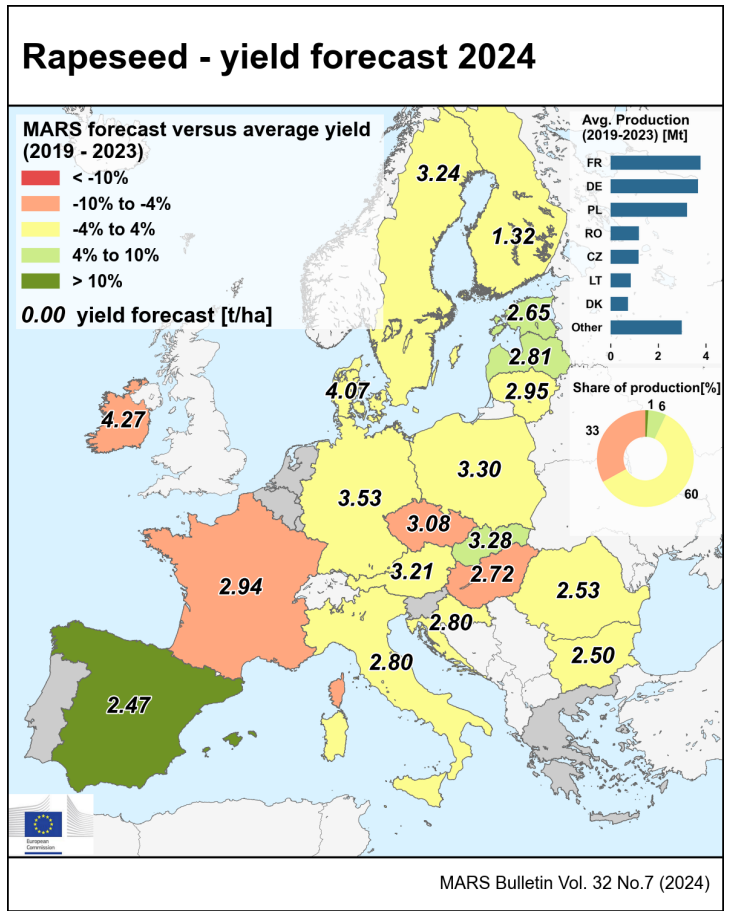 Rapeseed - yield forecast 2024
MARS forecast versus average yield
(2019 - 2023)
< -10%
-10% to -4%
-4% to 4%
4% to 10%
> 10%
0.00 yield forecast [t/ha]
Avg. Production
(2019-2023) [Mt]
FR
DE
PL
RO
CZ
LT
DK
Other
0 2 4
Share of production[%]
1 6
33
60
3.24
1.32
2.65
2.81
2.95
4.07
4.27
3.30
3.53
3.08
3.28
3.21
2.72
2.94
2.53
2.80
2.50
2.80
2.47
European
Commission
MARS Bulletin Vol. 32 No.7 (2024)